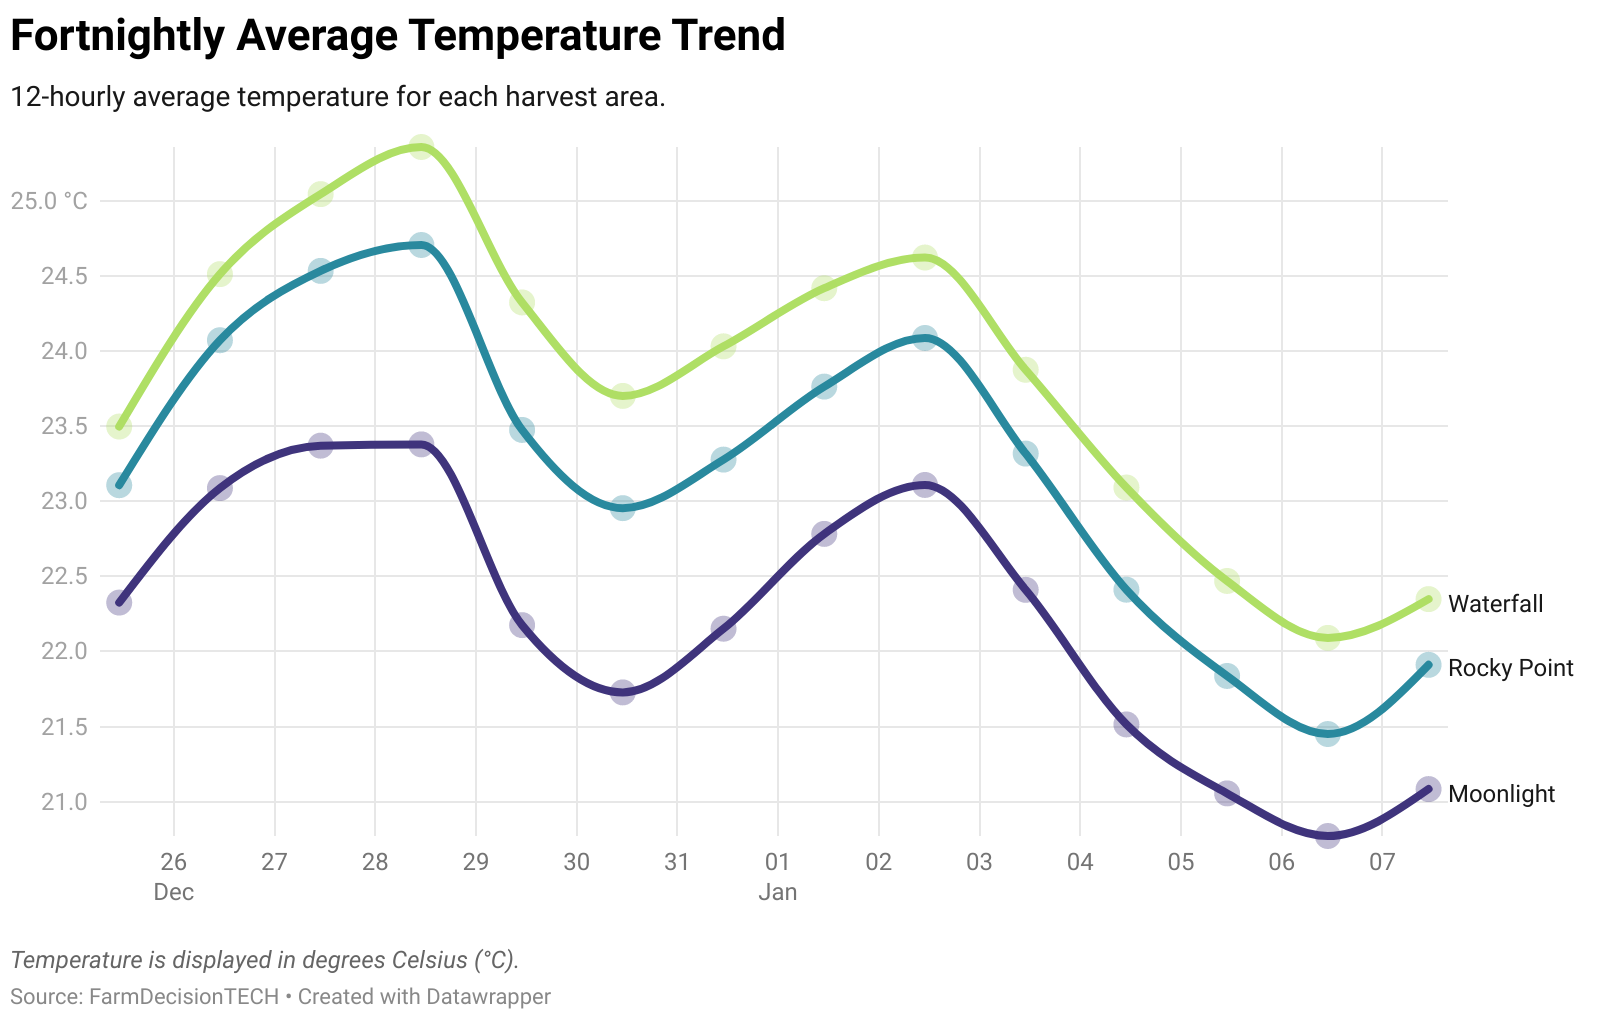 Fortnightly Average Temperature Trend
12-hourly average temperature for each harvest area.
25.0 °C
24.5
24.0
23.5
23.0
22.5
22.0
21.5
21.0
Waterfall
Rocky Point
Moonlight
26 27 28 29 30 31 01 02 03 04 05 06 07
Dec Jan
Temperature is displayed in degrees Celsius (°C).
Source: FarmDecisionTECH • Created with Datawrapper